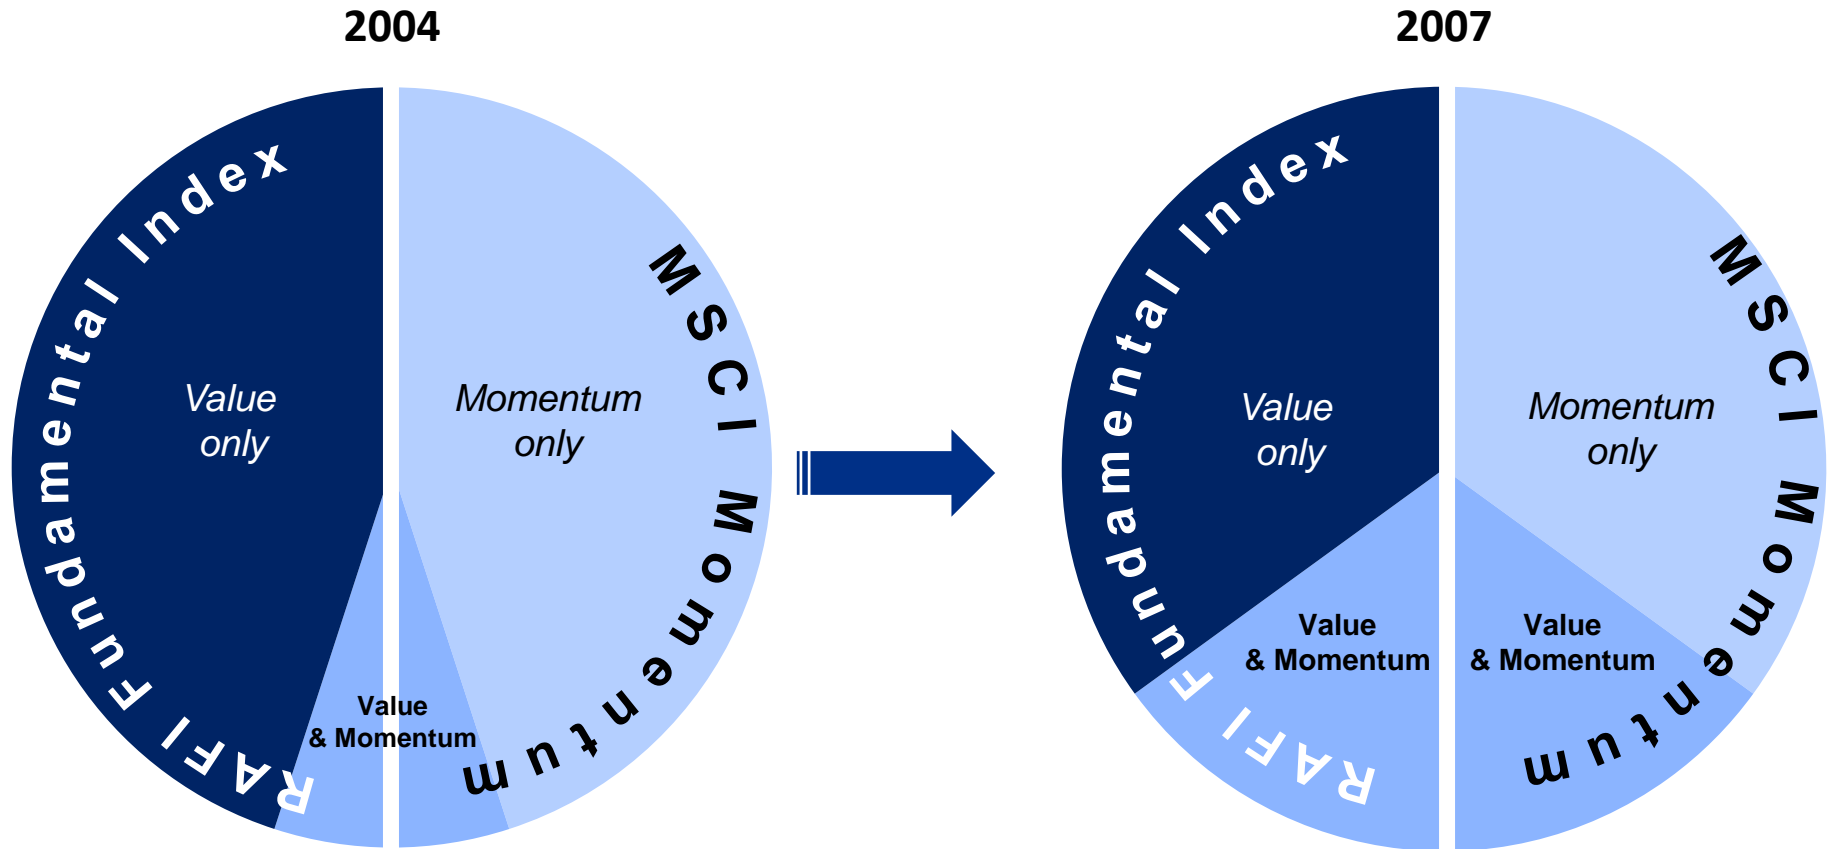 2004
RAFI Fundamental Index
Value
only
Momentum
only
MSCI Momentum
Value
& Momentum
2007
RAFI Fundamental Index
Value
only
Momentum
only
MSCI Momentum
Value
& Momentum
Value
& Momentum